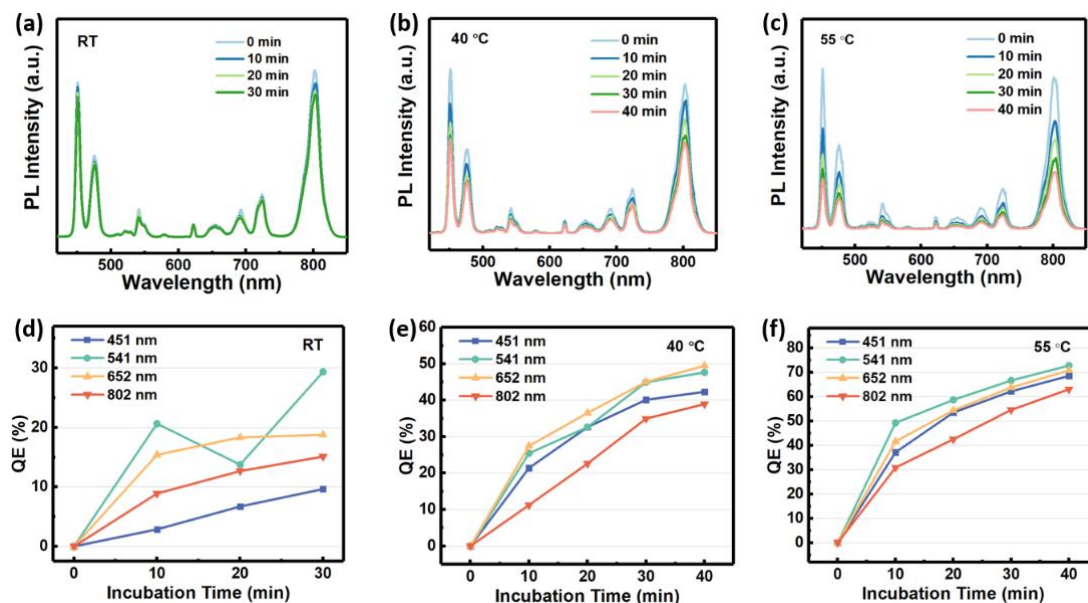 (a)
RT
0 min
10 min
20 min
30 min
PL Intensity (a.u.)
500 600 700 800
Wavelength (nm)
(b)
40 °C
0 min
10 min
20 min
30 min
40 min
PL Intensity (a.u.)
500 600 700 800
Wavelength (nm)
(c)
55 °C
0 min
10 min
20 min
30 min
40 min
PL Intensity (a.u.)
500 600 700 800
Wavelength (nm)
(d)
451 nm
541 nm
652 nm
802 nm
RT
QE (%)
30
20
10
0
0 10 20 30
Incubation Time (min)
(e)
451 nm
541 nm
652 nm
802 nm
40 °C
QE (%)
60
50
40
30
20
10
0
0 10 20 30 40
Incubation Time (min)
(f)
451 nm
541 nm
652 nm
802 nm
55 °C
QE (%)
80
70
60
50
40
30
20
10
0
0 10 20 30 40
Incubation Time (min)